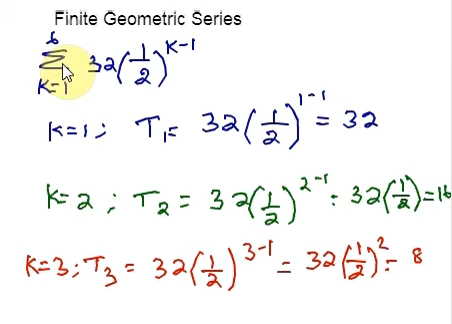 Finite Geometric Series
6
Σ 32(1/2)^(K-1)
K=1
K=1; T₁= 32(1/2)^(1-1) = 32
K=2 ; T₂ = 32(1/2)^(2-1) = 32(1/2)=16
K=3; T₃ = 32(1/2)^(3-1) = 32(1/2)^2 = 8